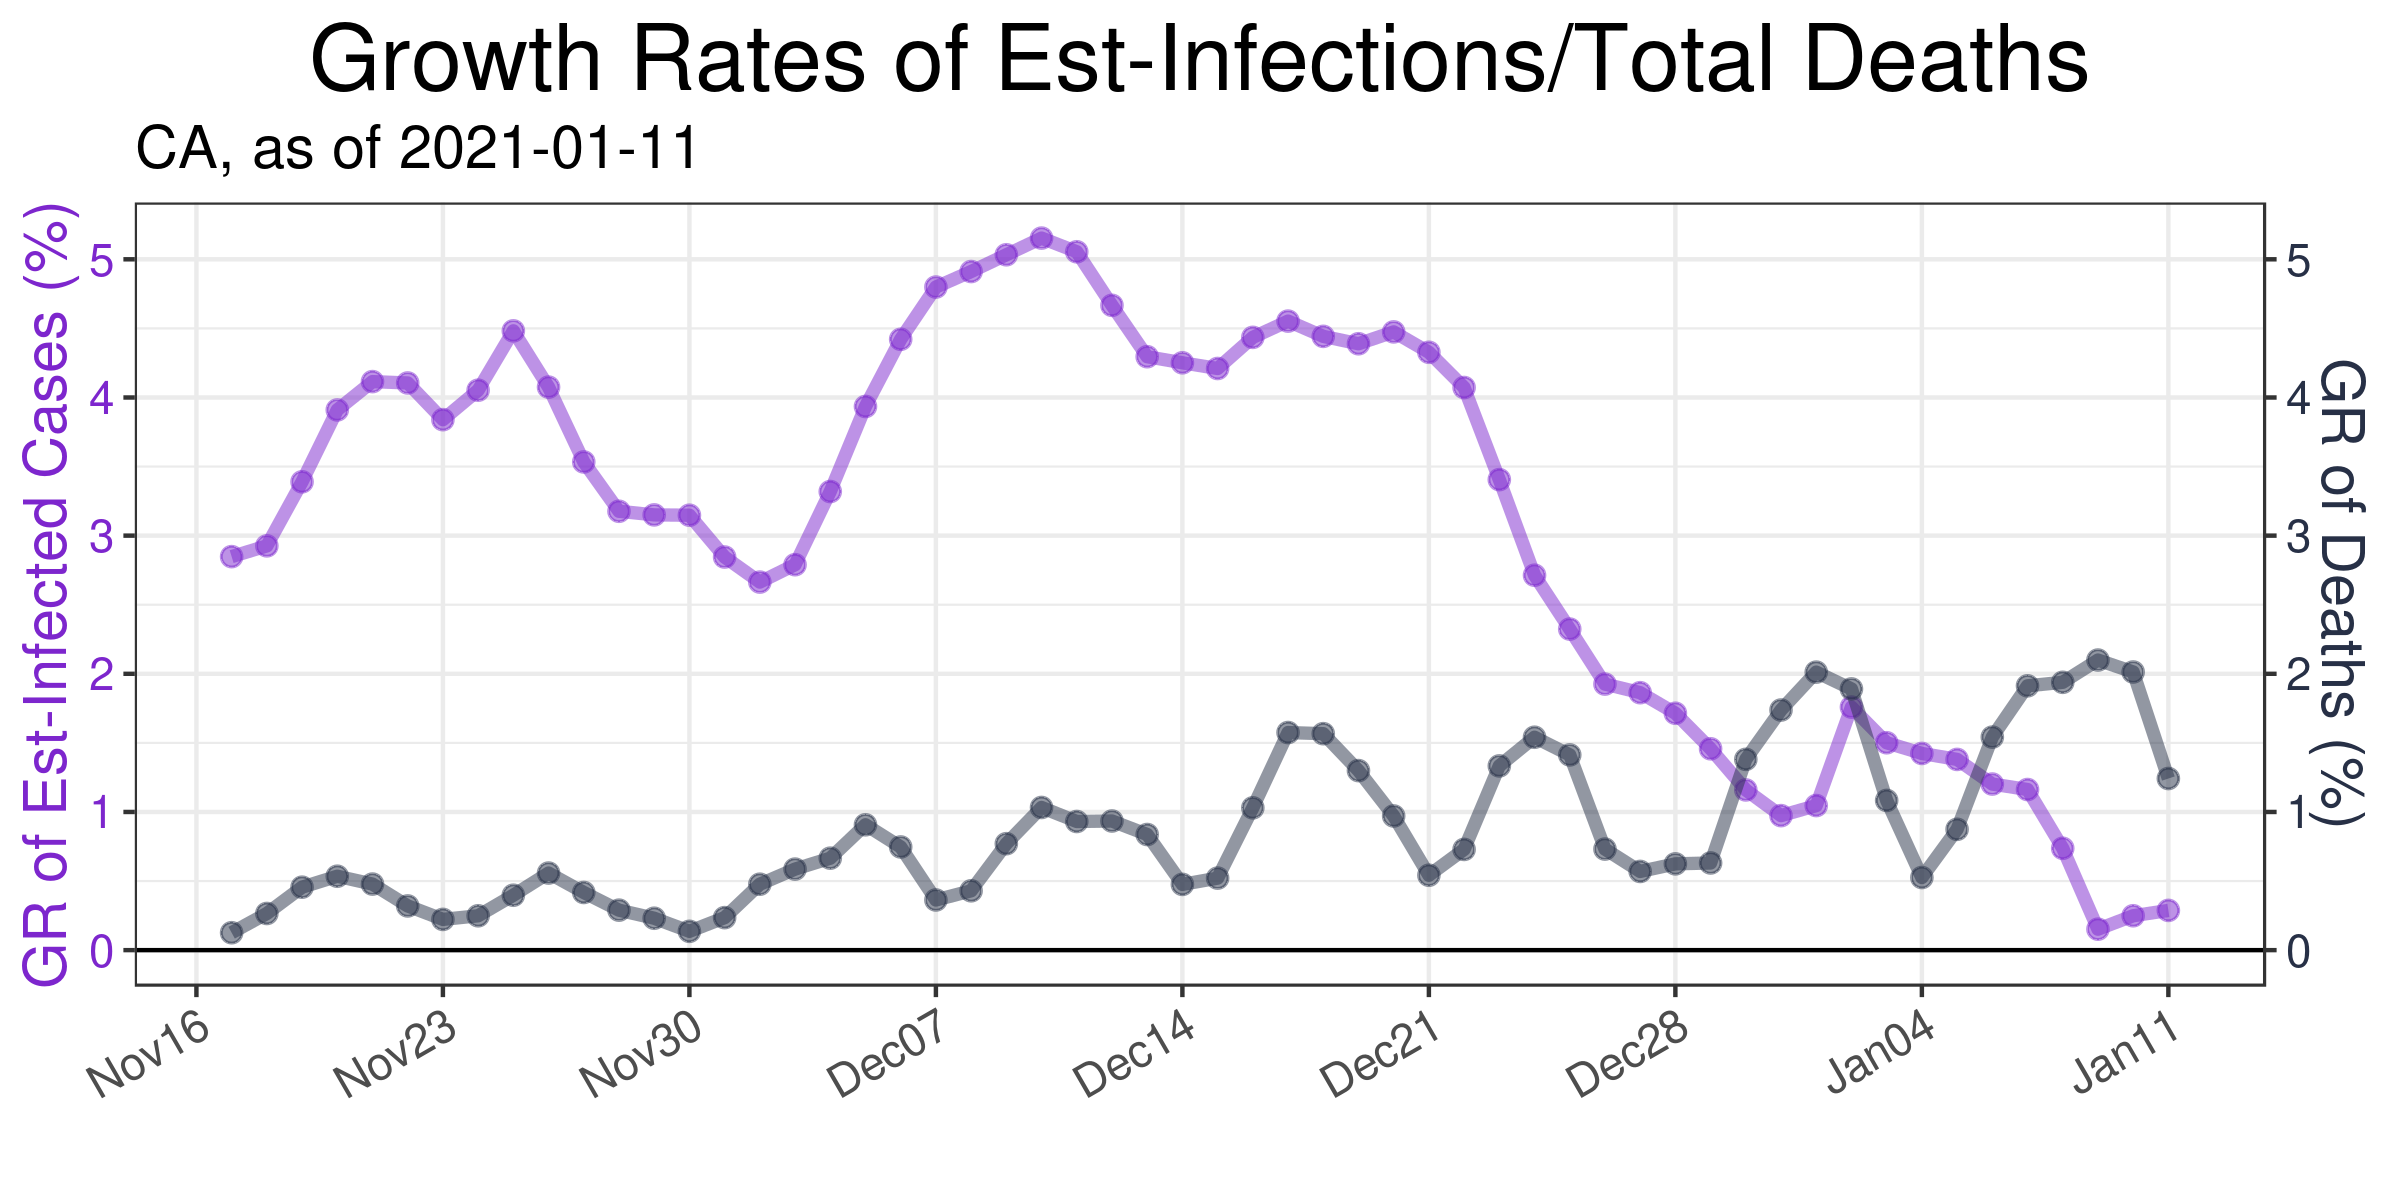 Growth Rates of Est-Infections/Total Deaths
CA, as of 2021-01-11
GR of Est-Infected Cases (%)
5
4
3
2
1
0
5
4
3
2
1
0
GR of Deaths (%)
Nov16
Nov23
Nov30
Dec07
Dec14
Dec21
Dec28
Jan04
Jan11